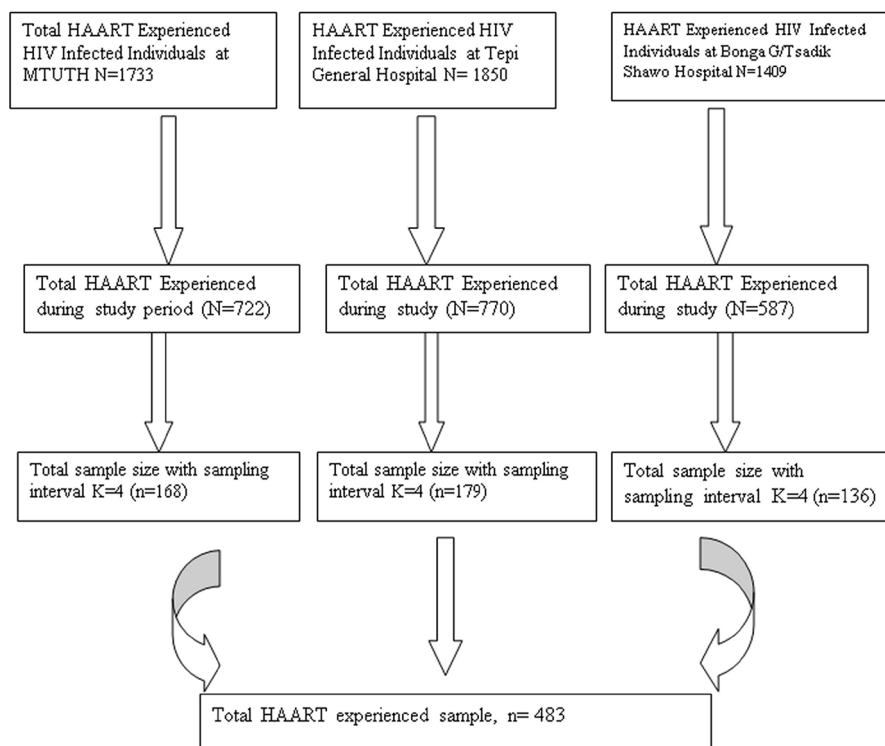 Total HAART Experienced
HIV Infected Individuals at
MTUTH N=1733
HAART Experienced HIV
Infected Individuals at Tepi
General Hospital N= 1850
HAART Experienced HIV Infected
Individuals at Bonga G/Tsadik
Shawo Hospital N=1409
Total HAART Experienced
during study period (N=722)
Total HAART Experienced
during study (N=770)
Total HAART Experienced
during study (N=587)
Total sample size with sampling
interval K=4 (n=168)
Total sample size with sampling
interval K=4 (n=179)
Total sample size with
sampling interval K=4 (n=136)
Total HAART experienced sample, n= 483